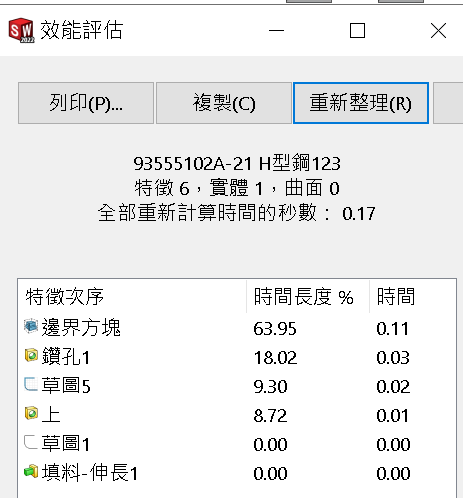 SW
2022
效能評估
列印(P)...
複製(C)
重新整理(R)
93555102A-21 H型鋼123
特徵 6，實體 1，曲面 0
全部重新計算時間的秒數： 0.17
特徵次序 時間長度 % 時間
邊界方塊 63.95 0.11
鑽孔1 18.02 0.03
草圖5 9.30 0.02
上 8.72 0.01
草圖1 0.00 0.00
填料-伸長1 0.00 0.00